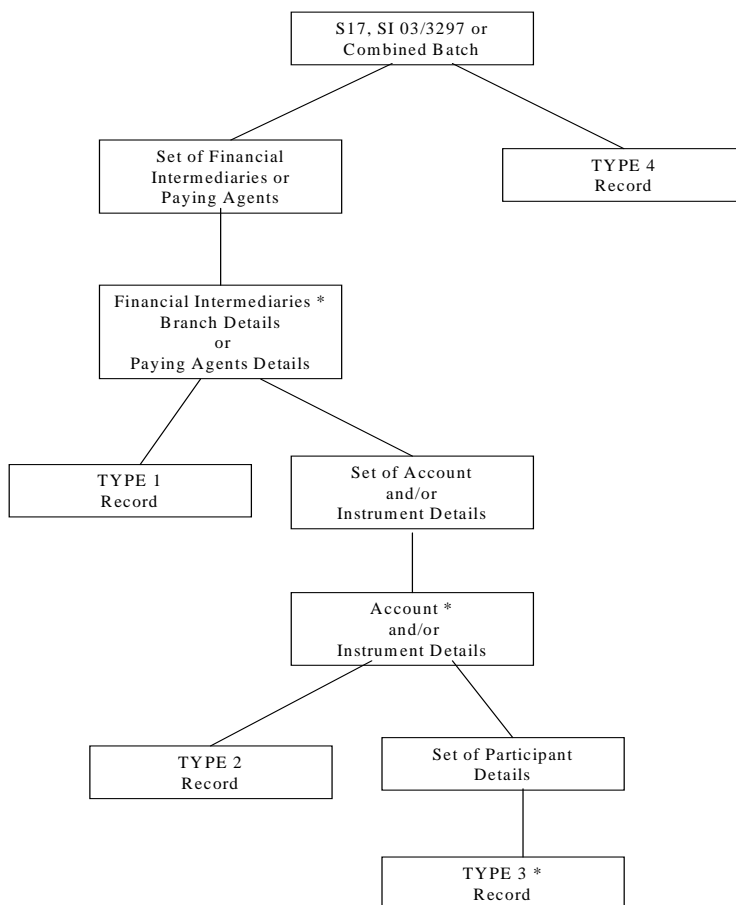 S17, SI 03/3297 or
Combined Batch
Set of Financial
Intermediaries or
Paying Agents
TYPE 4
Record
Financial Intermediaries *
Branch Details
or
Paying Agents Details
TYPE 1
Record
Set of Account
and/or
Instrument Details
Account *
and/or
Instrument Details
TYPE 2
Record
Set of Participant
Details
TYPE 3 *
Record